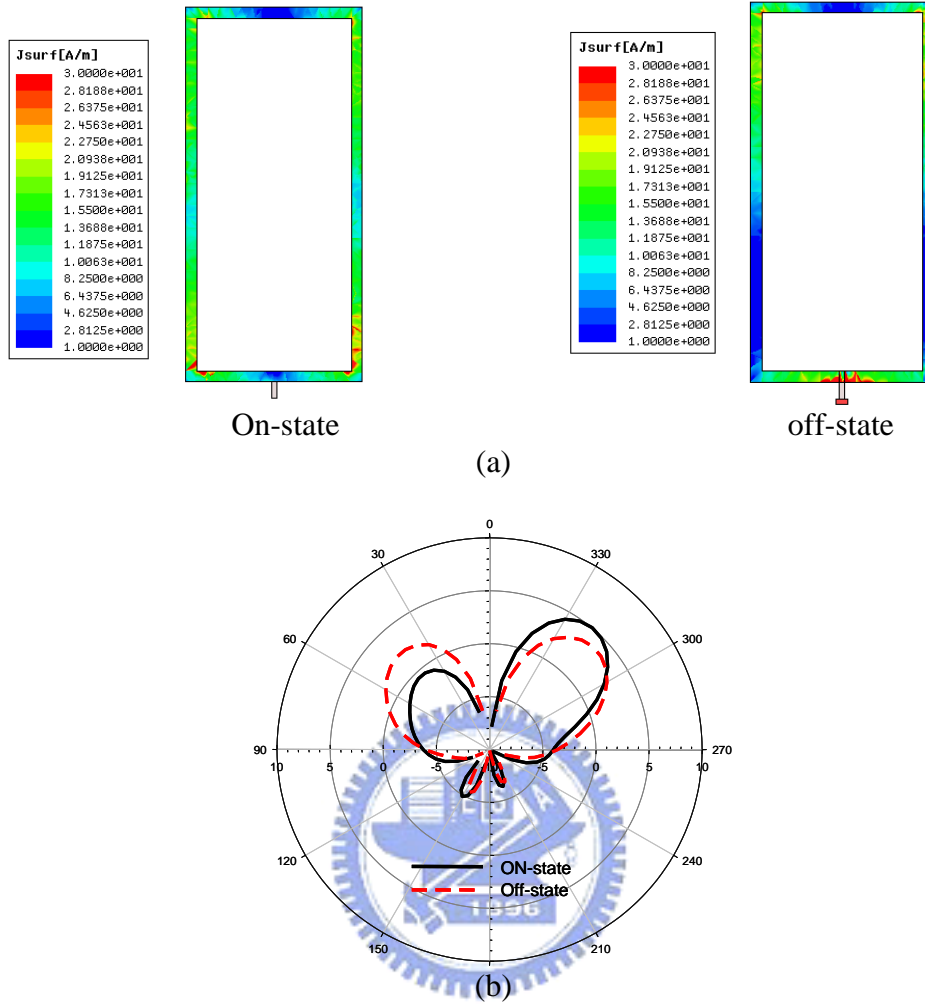 Jsurf[A/m]
3.0000e+001
2.8188e+001
2.6375e+001
2.4563e+001
2.2750e+001
2.0938e+001
1.9125e+001
1.7313e+001
1.5500e+001
1.3688e+001
1.1875e+001
1.0063e+001
8.2500e+000
6.4375e+000
4.6250e+000
2.8125e+000
1.0000e+000
On-state
Jsurf[A/m]
3.0000e+001
2.8188e+001
2.6375e+001
2.4563e+001
2.2750e+001
2.0938e+001
1.9125e+001
1.7313e+001
1.5500e+001
1.3688e+001
1.1875e+001
1.0063e+001
8.2500e+000
6.4375e+000
4.6250e+000
2.8125e+000
1.0000e+000
off-state
(a)
0
30
330
60
300
90
10
5
0
-5
-10
-5
0
5
10
270
120
240
ON-state
Off-state
1896
150
210
(b)